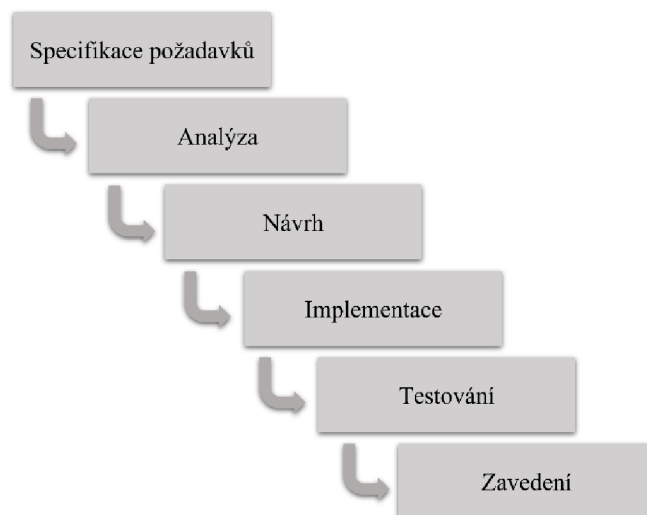 Specifikace požadavků
Analýza
Návrh
Implementace
Testování
Zavedení